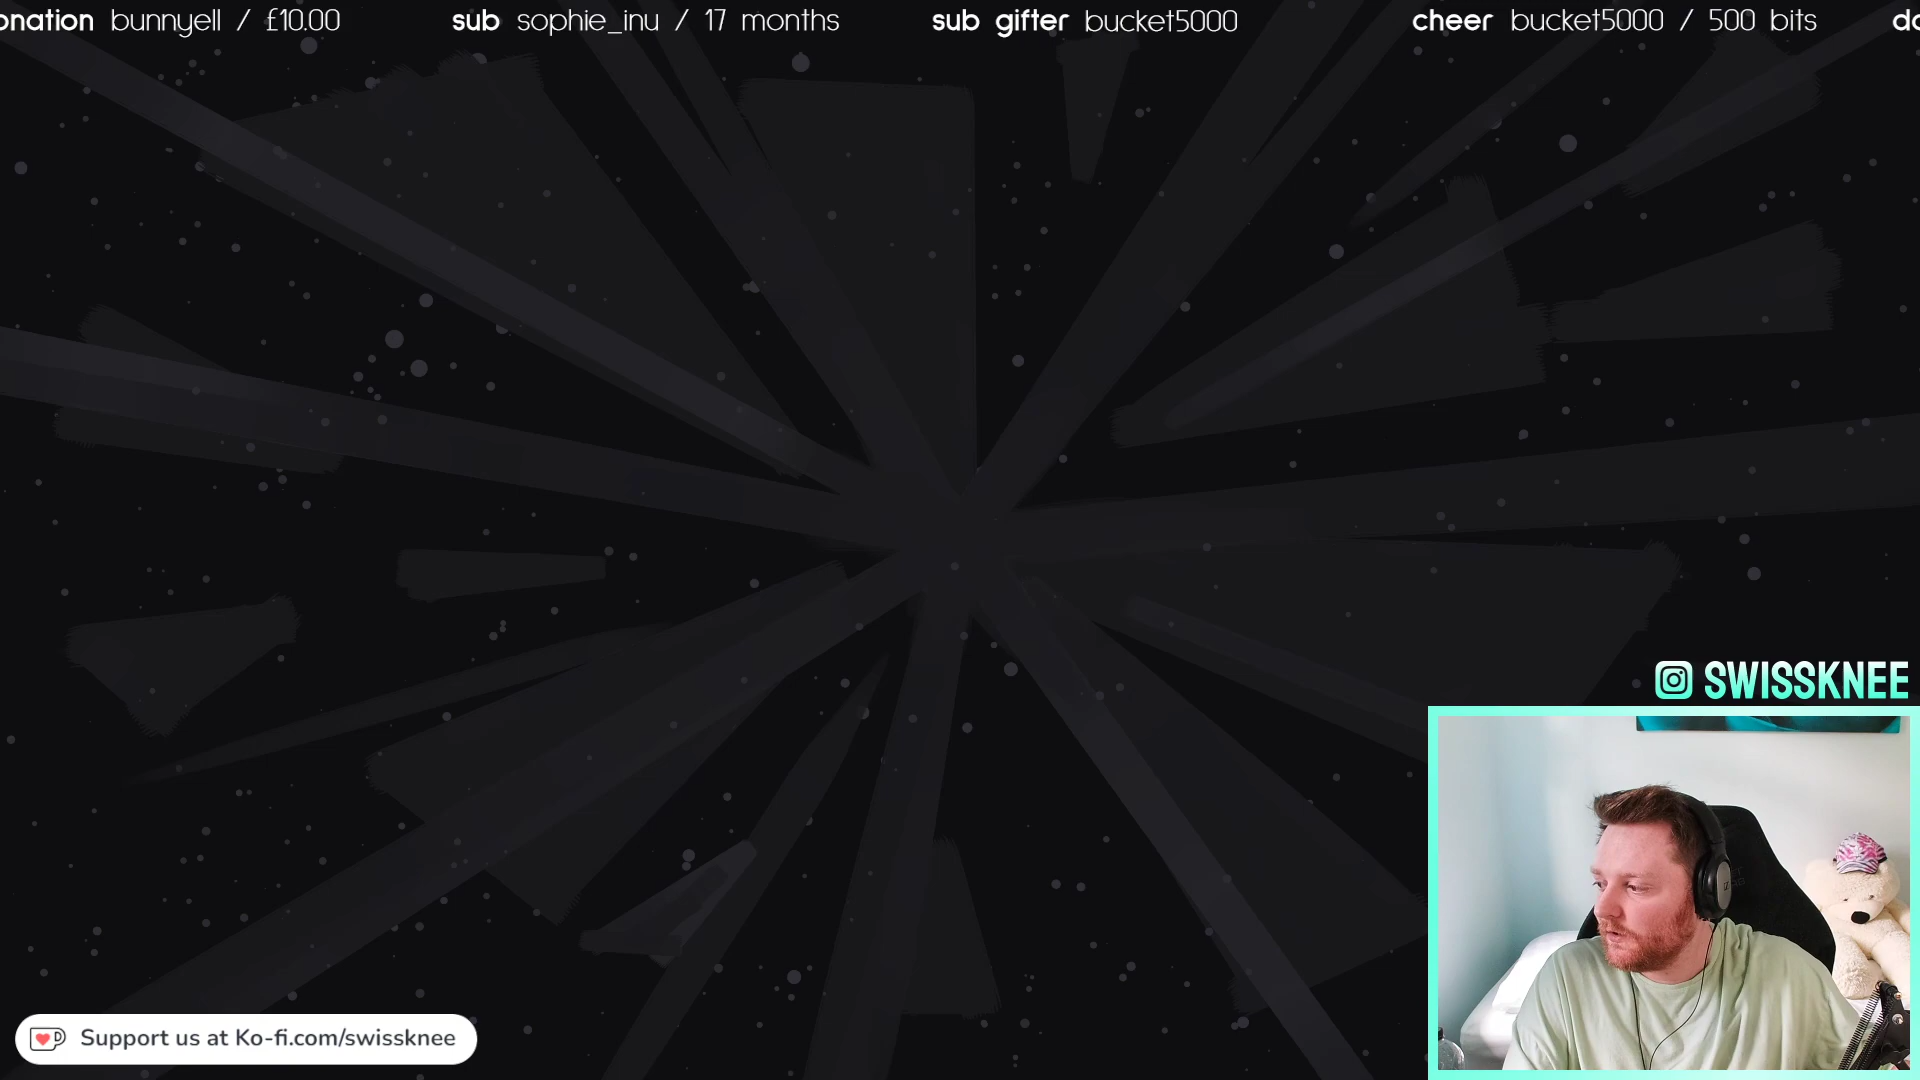 onation bunnyell / £10.00 sub sophie_inu / 17 months sub gifter bucket5000 cheer bucket5000 / 500 bits do
SWISSKNEE
Support us at Ko-fi.com/swissknee